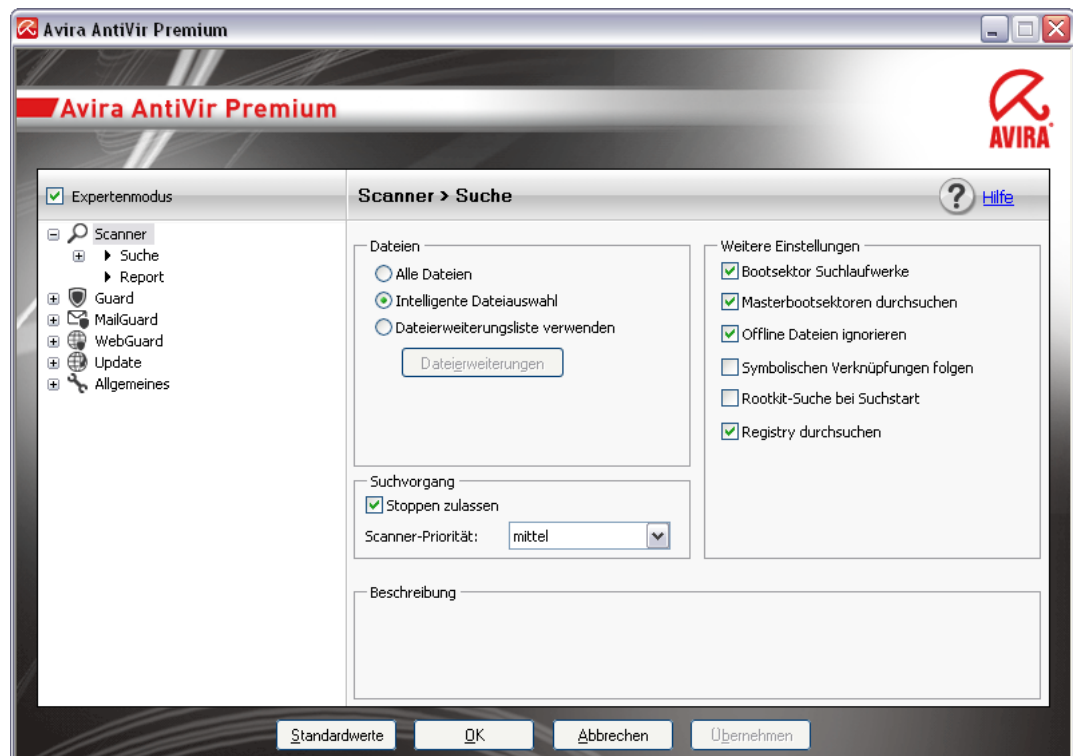 Avira AntiVir Premium
Avira AntiVir Premium
AVIRA
Expertenmodus
Scanner > Suche
? Hilfe
Scanner
Suche
Report
Guard
MailGuard
WebGuard
Update
Allgemeines
Dateien
Alle Dateien
Intelligente Dateiauswahl
Dateierweiterungsliste verwenden
Dateierweiterungen
Suchvorgang
Stoppen zulassen
Scanner-Priorität: mittel
Weitere Einstellungen
Bootsektor Suchlaufwerke
Masterbootsektoren durchsuchen
Offline Dateien ignorieren
Symbolischen Verknüpfungen folgen
Rootkit-Suche bei Suchstart
Registry durchsuchen
Beschreibung
Standardwerte OK Abbrechen Übernehmen